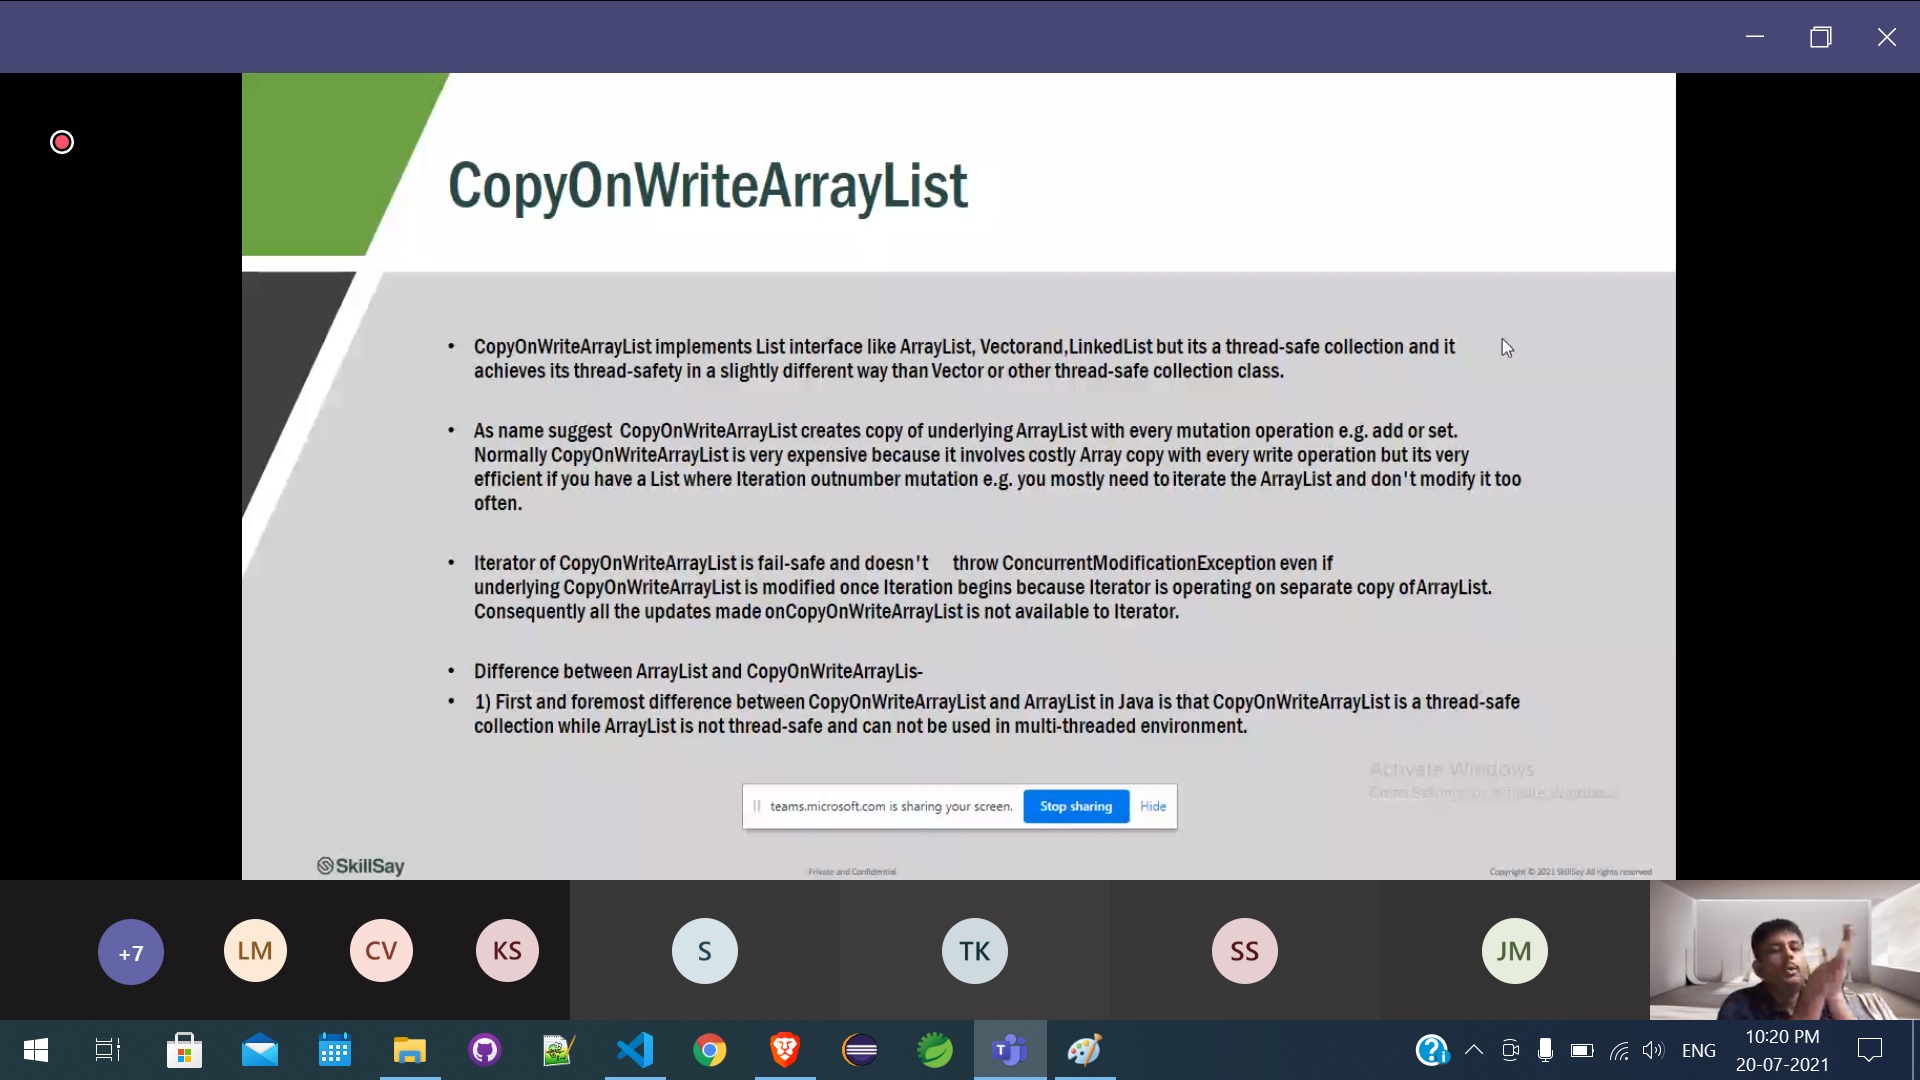 CopyOnWriteArrayList
• CopyOnWriteArrayList implements List interface like ArrayList, Vectorand,LinkedList but its a thread-safe collection and it
achieves its thread-safety in a slightly different way than Vector or other thread-safe collection class.
• As name suggest CopyOnWriteArrayList creates copy of underlying ArrayList with every mutation operation e.g. add or set.
Normally CopyOnWriteArrayList is very expensive because it involves costly Array copy with every write operation but its very
efficient if you have a List where Iteration outnumber mutation e.g. you mostly need to iterate the ArrayList and don't modify it too
often.
• Iterator of CopyOnWriteArrayList is fail-safe and doesn't throw ConcurrentModificationException even if
underlying CopyOnWriteArrayList is modified once Iteration begins because Iterator is operating on separate copy of ArrayList.
Consequently all the updates made onCopyOnWriteArrayList is not available to Iterator.
• Difference between ArrayList and CopyOnWriteArrayLis-
• 1) First and foremost difference between CopyOnWriteArrayList and ArrayList in Java is that CopyOnWriteArrayList is a thread-safe
collection while ArrayList is not thread-safe and can not be used in multi-threaded environment.
Activate Windows
Go to Settings to activate Windows.
teams.microsoft.com is sharing your screen. Stop sharing Hide
SkillSay
Private and Confidential
Copyright © 2021 SkillSay All rights reserved
+7 LM CV KS S TK SS JM
ENG
10:20 PM
20-07-2021